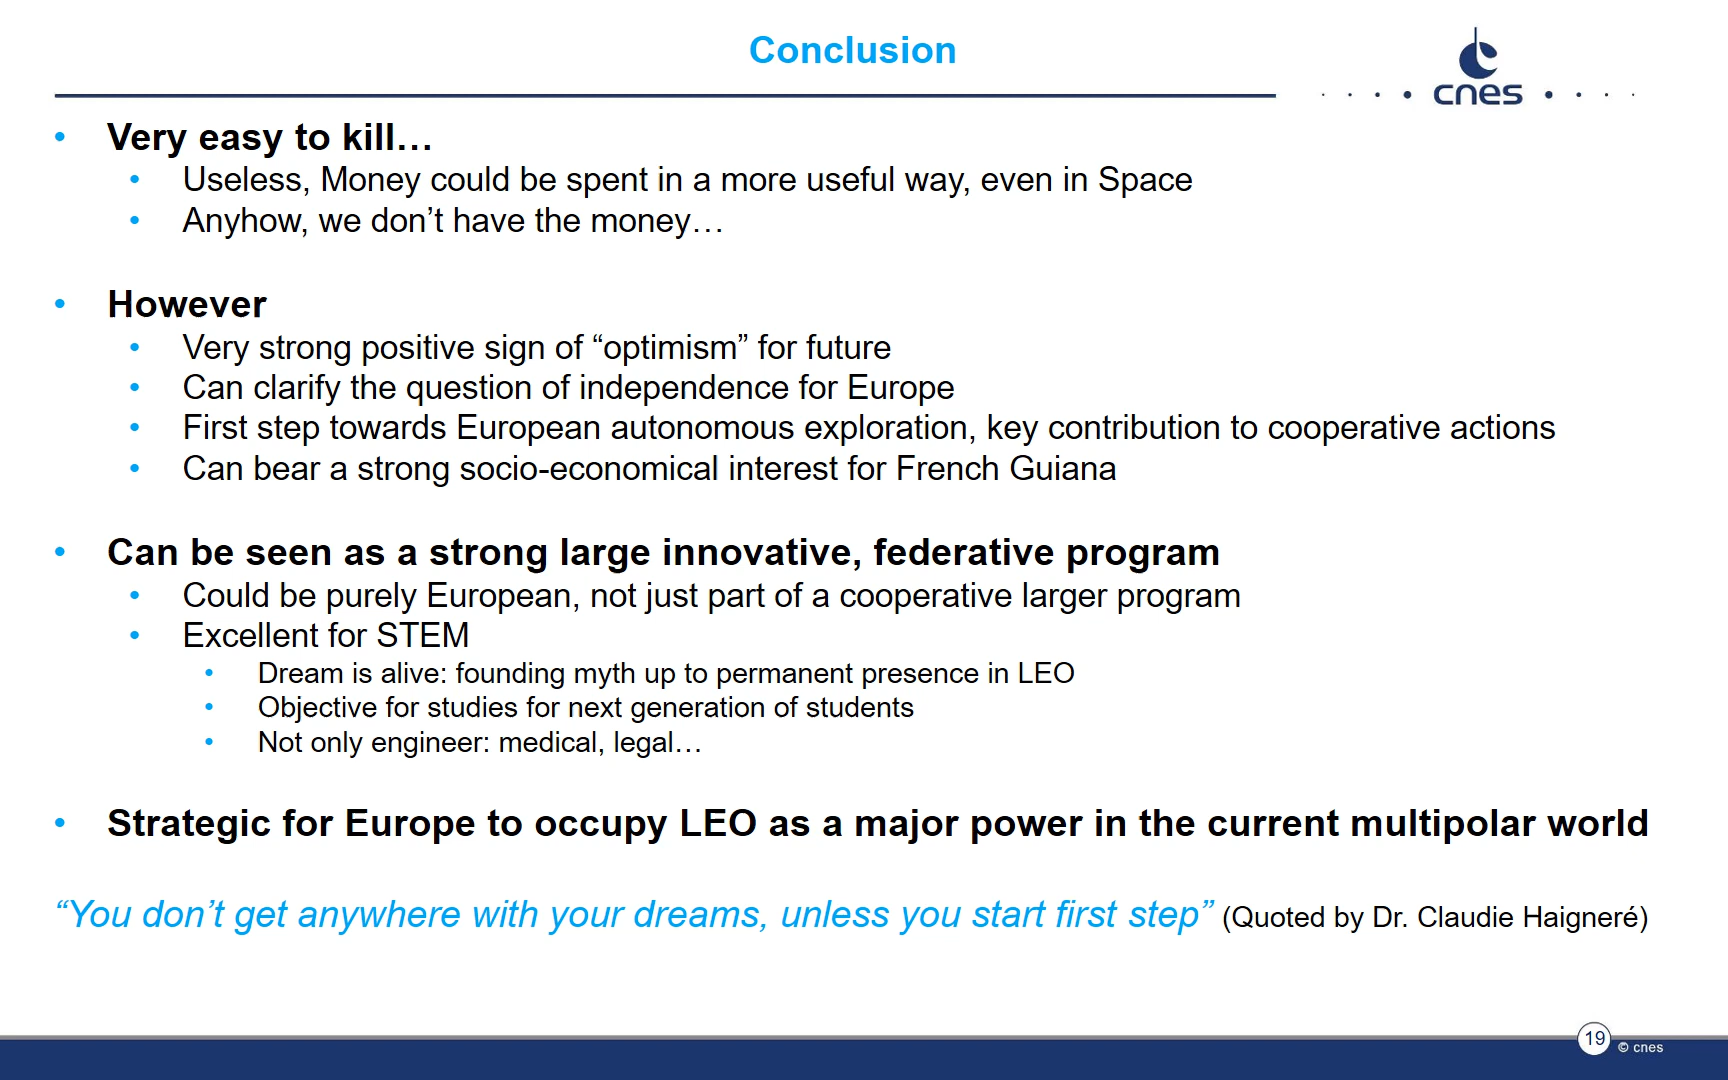 Conclusion
cnes
• Very easy to kill…
• Useless, Money could be spent in a more useful way, even in Space
• Anyhow, we don’t have the money…
• However
• Very strong positive sign of “optimism” for future
• Can clarify the question of independence for Europe
• First step towards European autonomous exploration, key contribution to cooperative actions
• Can bear a strong socio-economical interest for French Guiana
• Can be seen as a strong large innovative, federative program
• Could be purely European, not just part of a cooperative larger program
• Excellent for STEM
• Dream is alive: founding myth up to permanent presence in LEO
• Objective for studies for next generation of students
• Not only engineer: medical, legal…
• Strategic for Europe to occupy LEO as a major power in the current multipolar world
“You don’t get anywhere with your dreams, unless you start first step” (Quoted by Dr. Claudie Haigneré)
19
© cnes